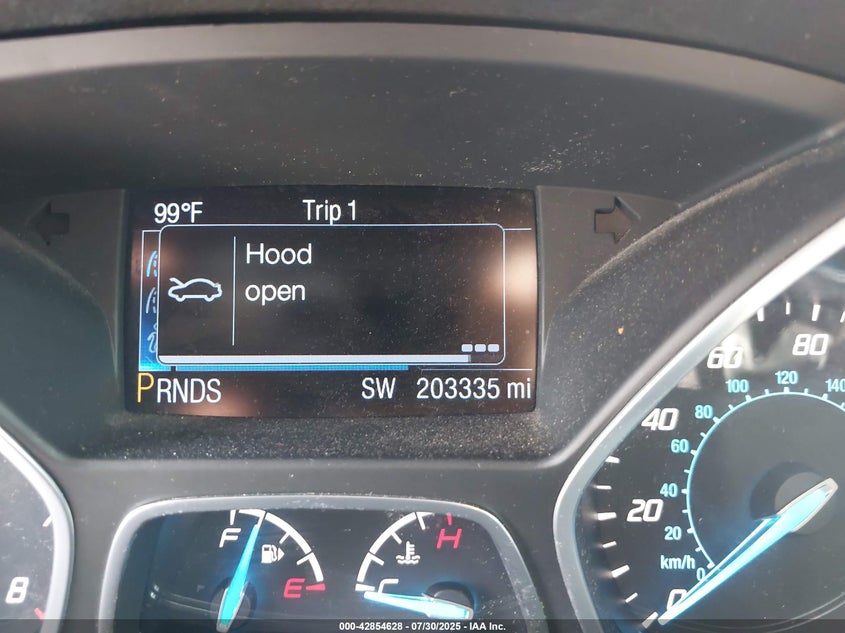 99°F Trip 1
Hood
open
PRNDS SW 203335 mi
F E
C H
8
0 20 40 60 80
km/h 0 20 40 60 80 100 120 140
000-42854628 - 07/30/2025 - IAA Inc.